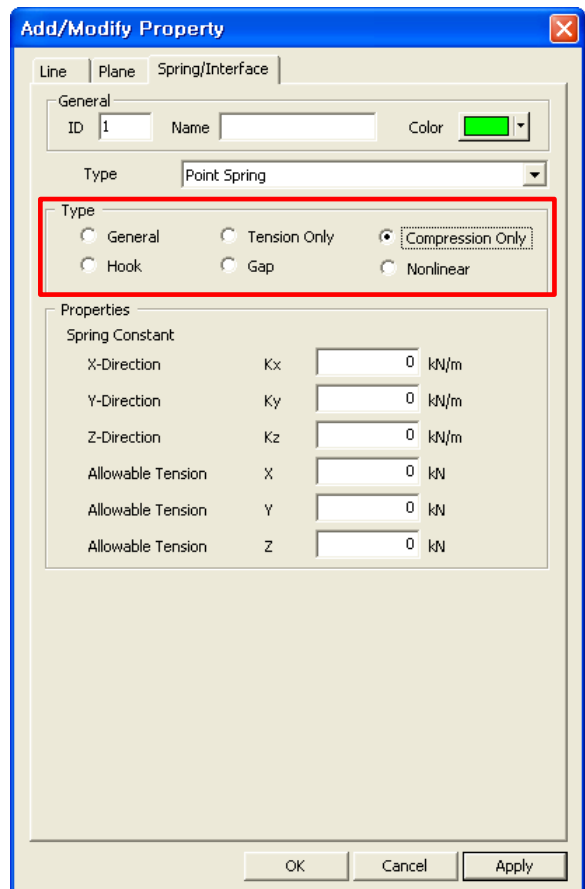 Add/Modify Property
Line Plane Spring/Interface
General
ID 1 Name Color
Type Point Spring
Type
General Tension Only Compression Only
Hook Gap Nonlinear
Properties
Spring Constant
X-Direction Kx 0 kN/m
Y-Direction Ky 0 kN/m
Z-Direction Kz 0 kN/m
Allowable Tension X 0 kN
Allowable Tension Y 0 kN
Allowable Tension Z 0 kN
OK Cancel Apply